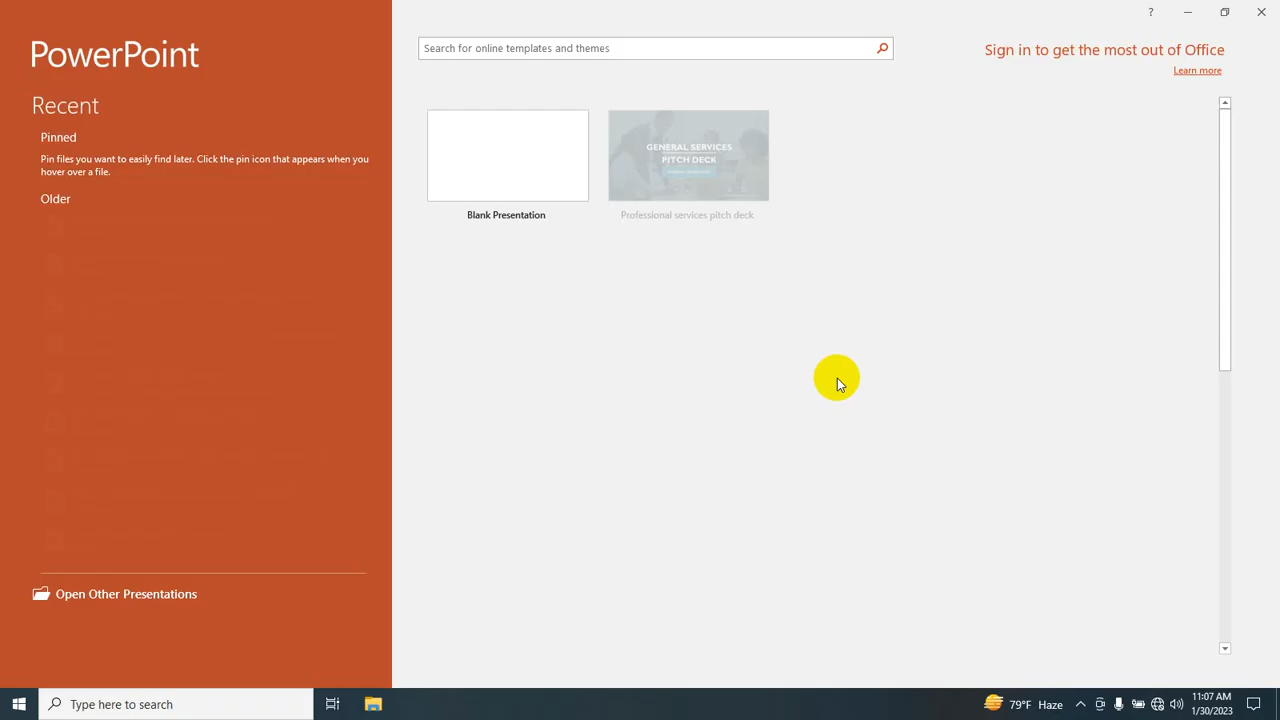 PowerPoint
Recent
Pinned
Pin files you want to easily find later. Click the pin icon that appears when you
hover over a file.
Older
Open Other Presentations
Search for online templates and themes
Sign in to get the most out of Office
Learn more
?
GENERAL SERVICES
PITCH DECK
Blank Presentation
Professional services pitch deck
Type here to search
79°F Haze
11:07 AM
1/30/2023